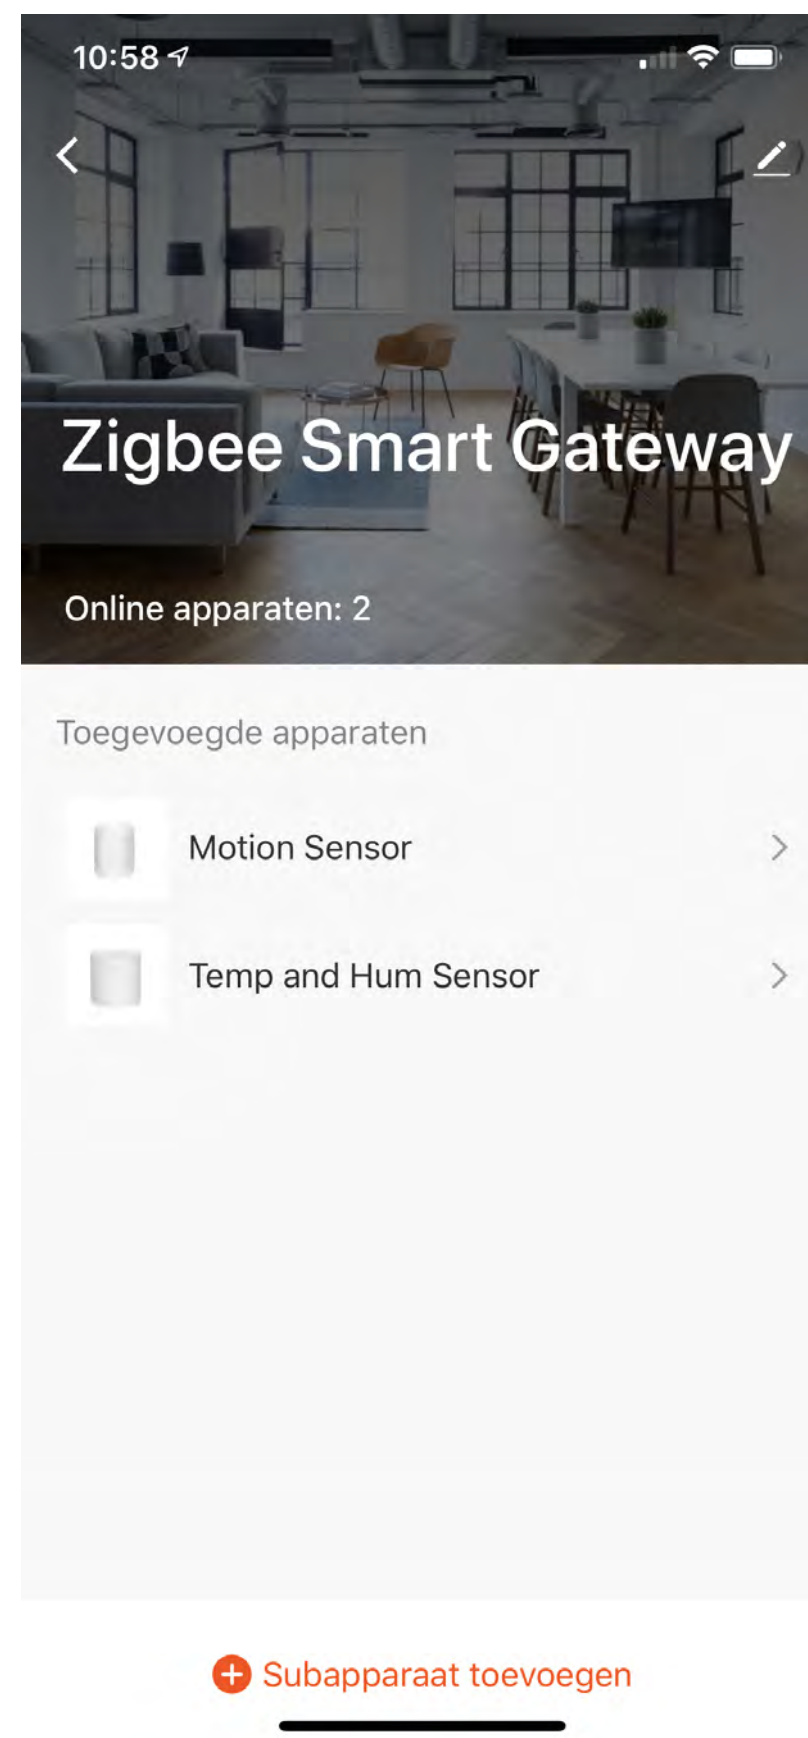 10:58
Zigbee Smart Gateway
Online apparaten: 2
Toegevoegde apparaten
Motion Sensor
Temp and Hum Sensor
Subapparaat toevoegen